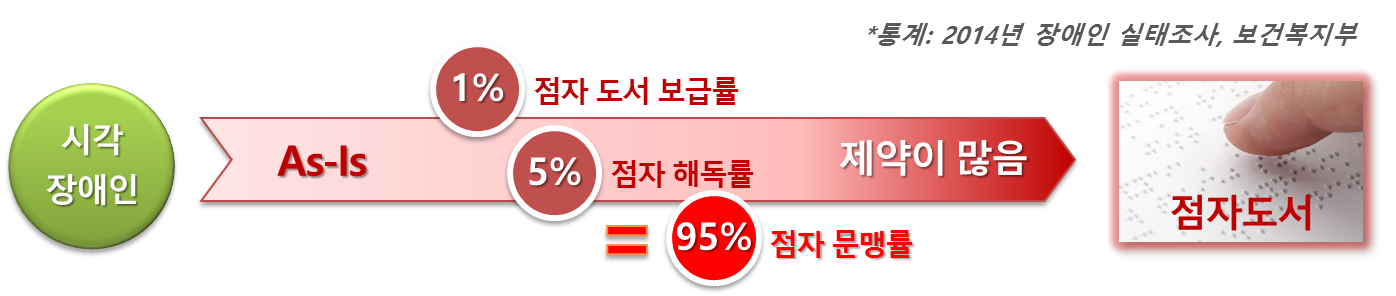 *통계: 2014년 장애인 실태조사, 보건복지부
시각
장애인
As-Is
1% 점자 도서 보급률
5% 점자 해독률
= 95% 점자 문맹률
제약이 많음
점자도서